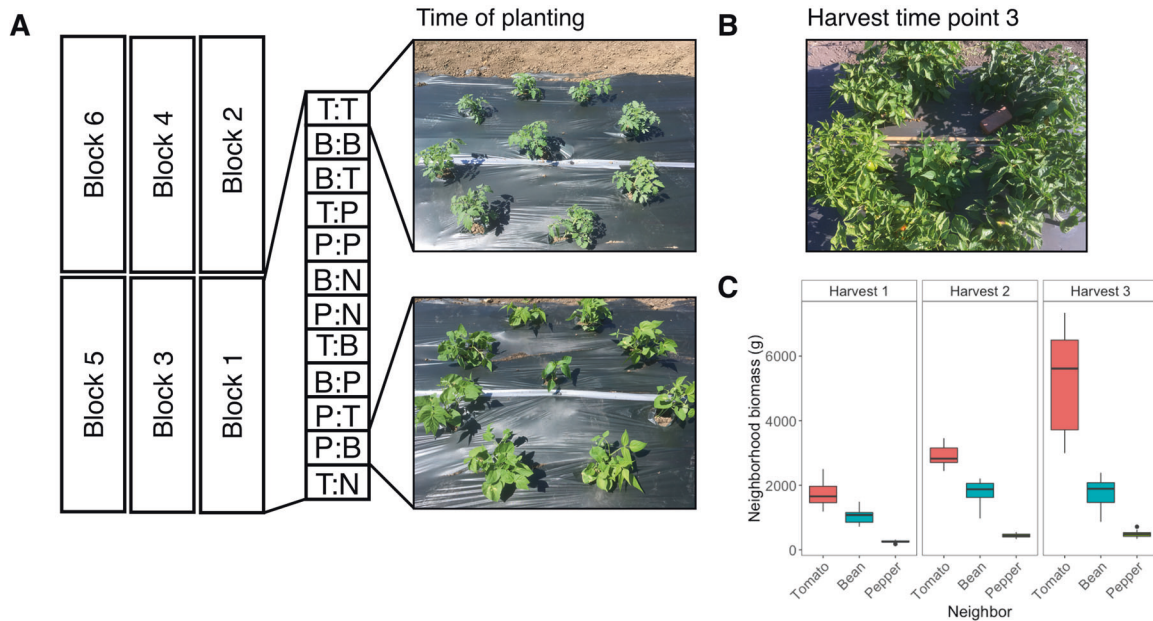 A
Time of planting
B
Harvest time point 3
Block 6
Block 4
Block 2
Block 5
Block 3
Block 1
T:T
B:B
B:T
T:P
P:P
B:N
P:N
T:B
B:P
P:T
P:B
T:N
C
Harvest 1
Harvest 2
Harvest 3
Neighborhood biomass (g)
6000
4000
2000
0
Tomato
Bean
Pepper
Tomato
Bean
Pepper
Tomato
Bean
Pepper
Neighbor